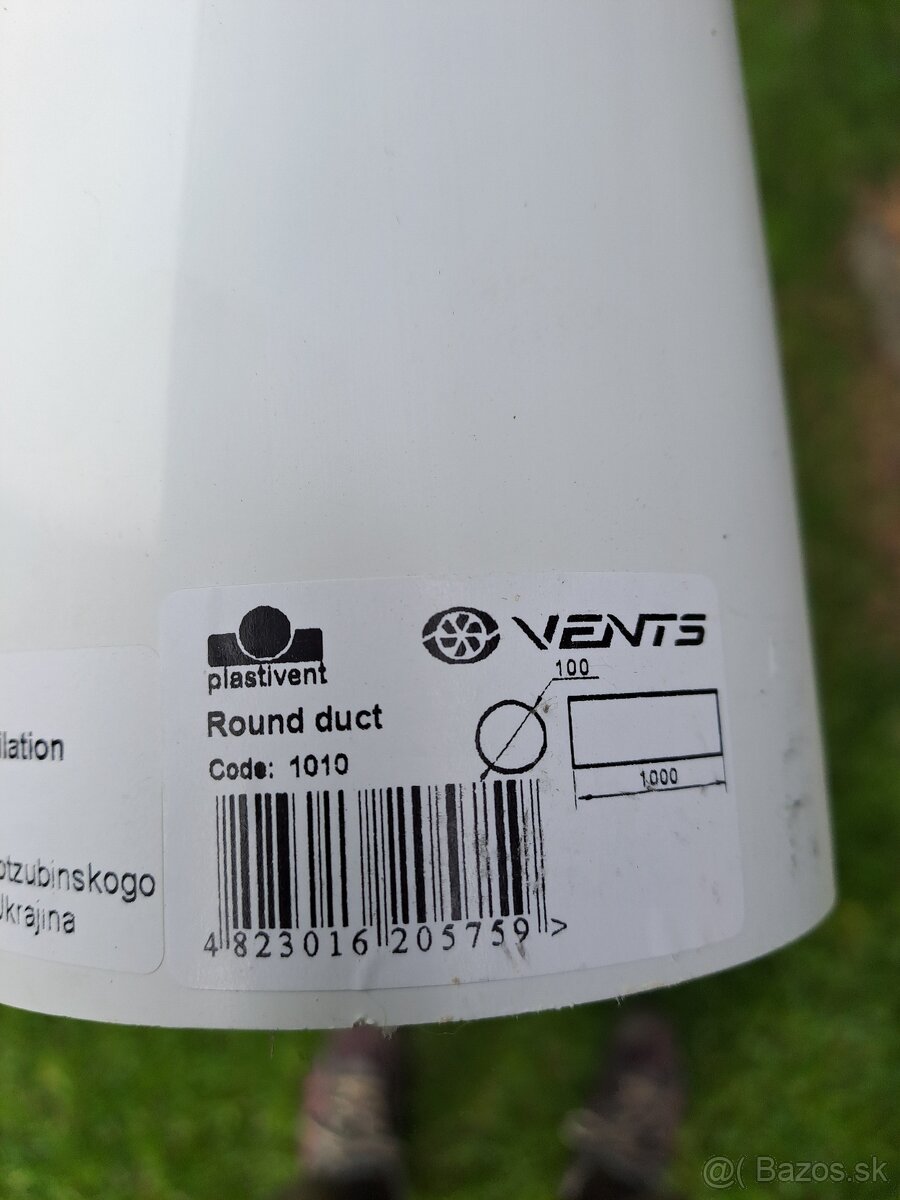 plastivent
VENTS
Round duct
Code: 1010
100
1000
4 823016 205759 >
ilation
otzubinskogo
Ukrajina
@( Bazos.sk